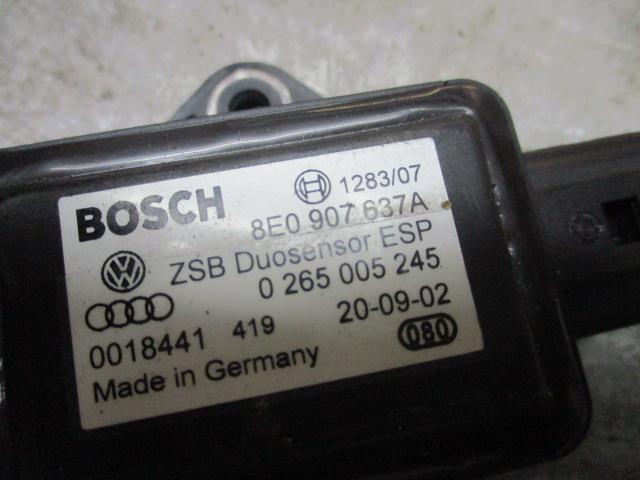 BOSCH 1283/07
8E0 907 637A
ZSB Duosensor ESP
0 265 005 245
0018441 419 20-09-02
Made in Germany 080